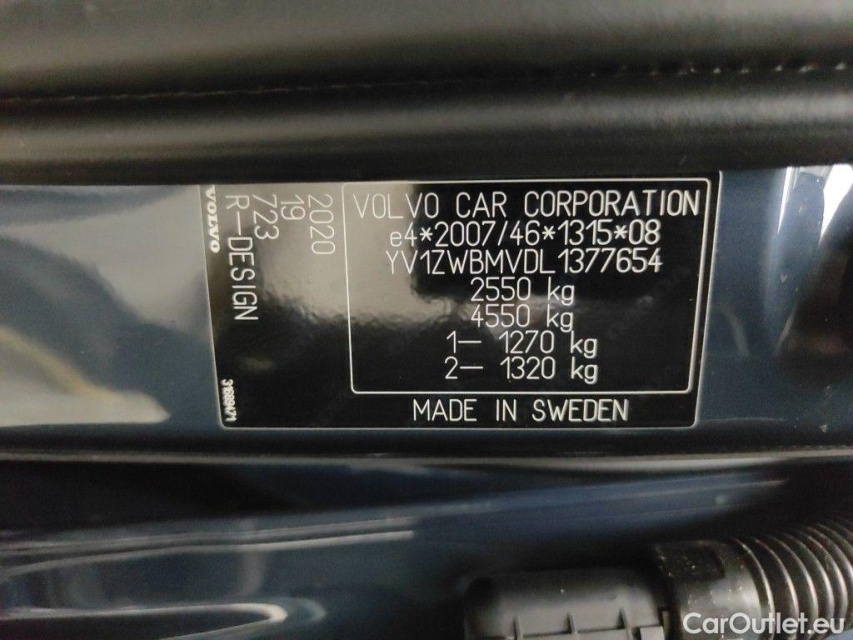 VOLVO CAR CORPORATION
e4*2007/46*1315*08
YV1ZWBMVDL1377654
2550 kg
4550 kg
1– 1270 kg
2– 1320 kg
MADE IN SWEDEN
2020
19
723
R–DESIGN
VOLVO
CarOutlet.eu